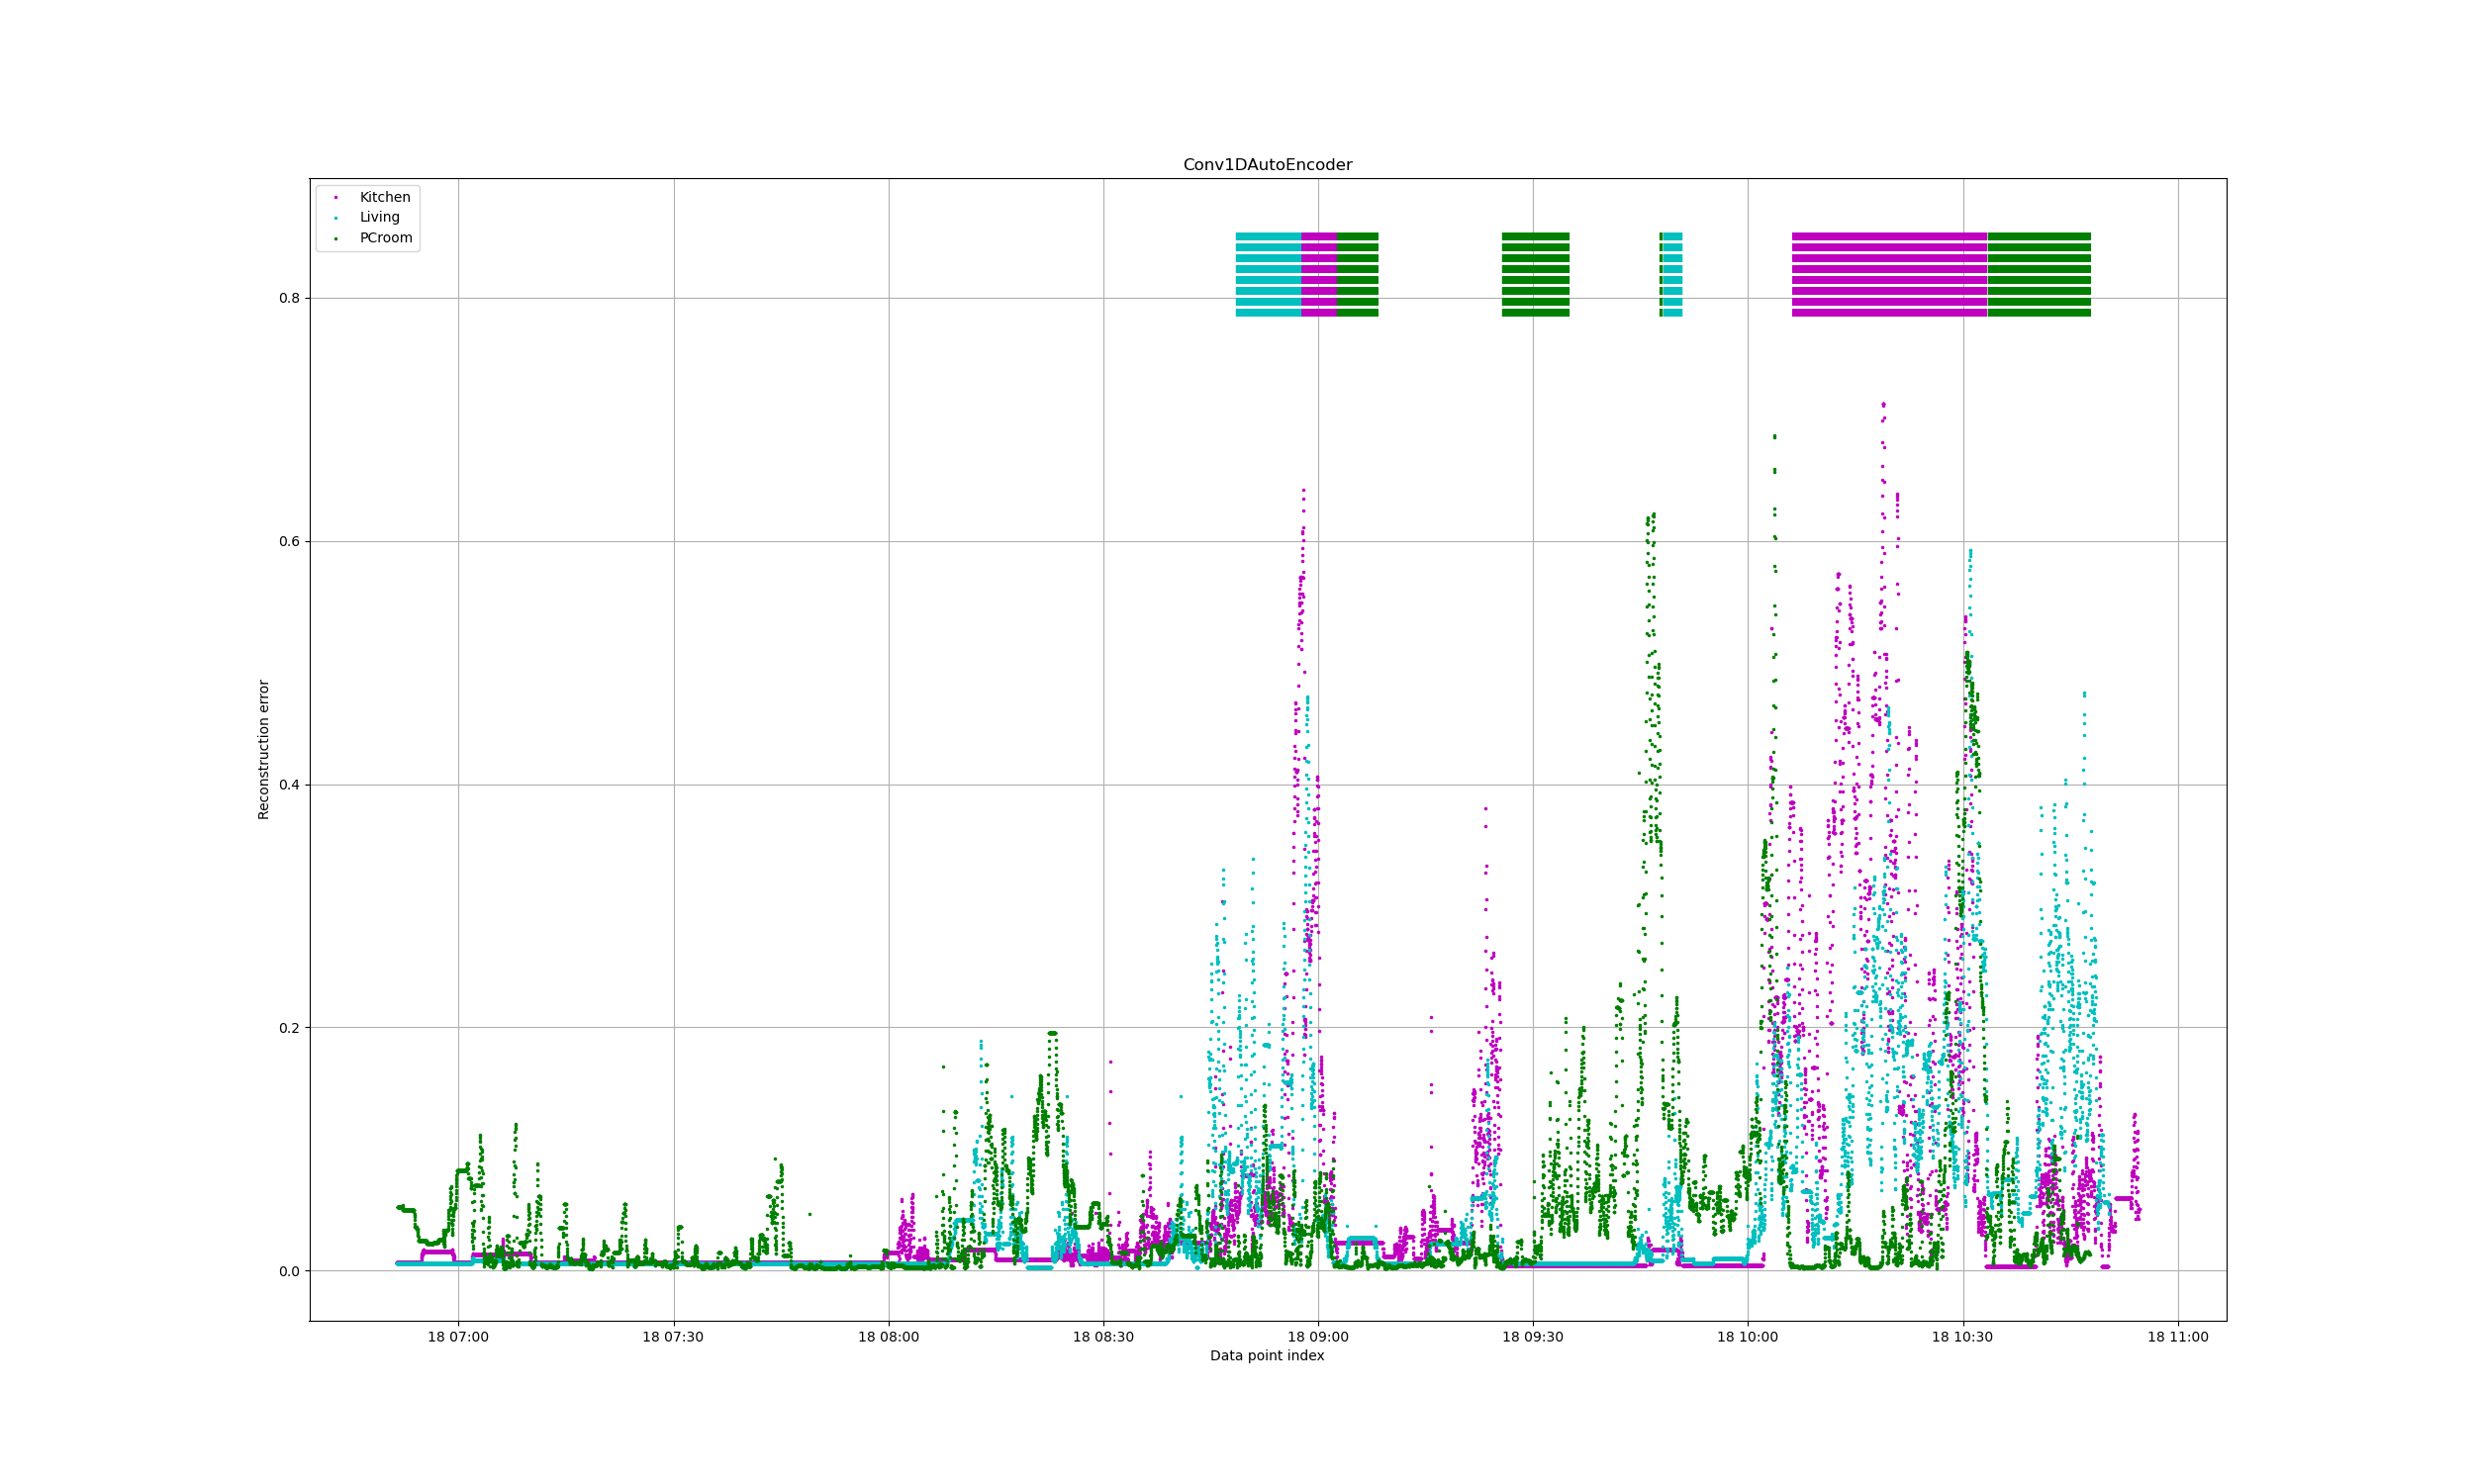 Conv1DAutoEncoder
Kitchen
Living
PCroom
0.8
0.6
0.4
0.2
0.0
Reconstruction error
18 07:00 18 07:30 18 08:00 18 08:30 18 09:00 18 09:30 18 10:00 18 10:30 18 11:00
Data point index